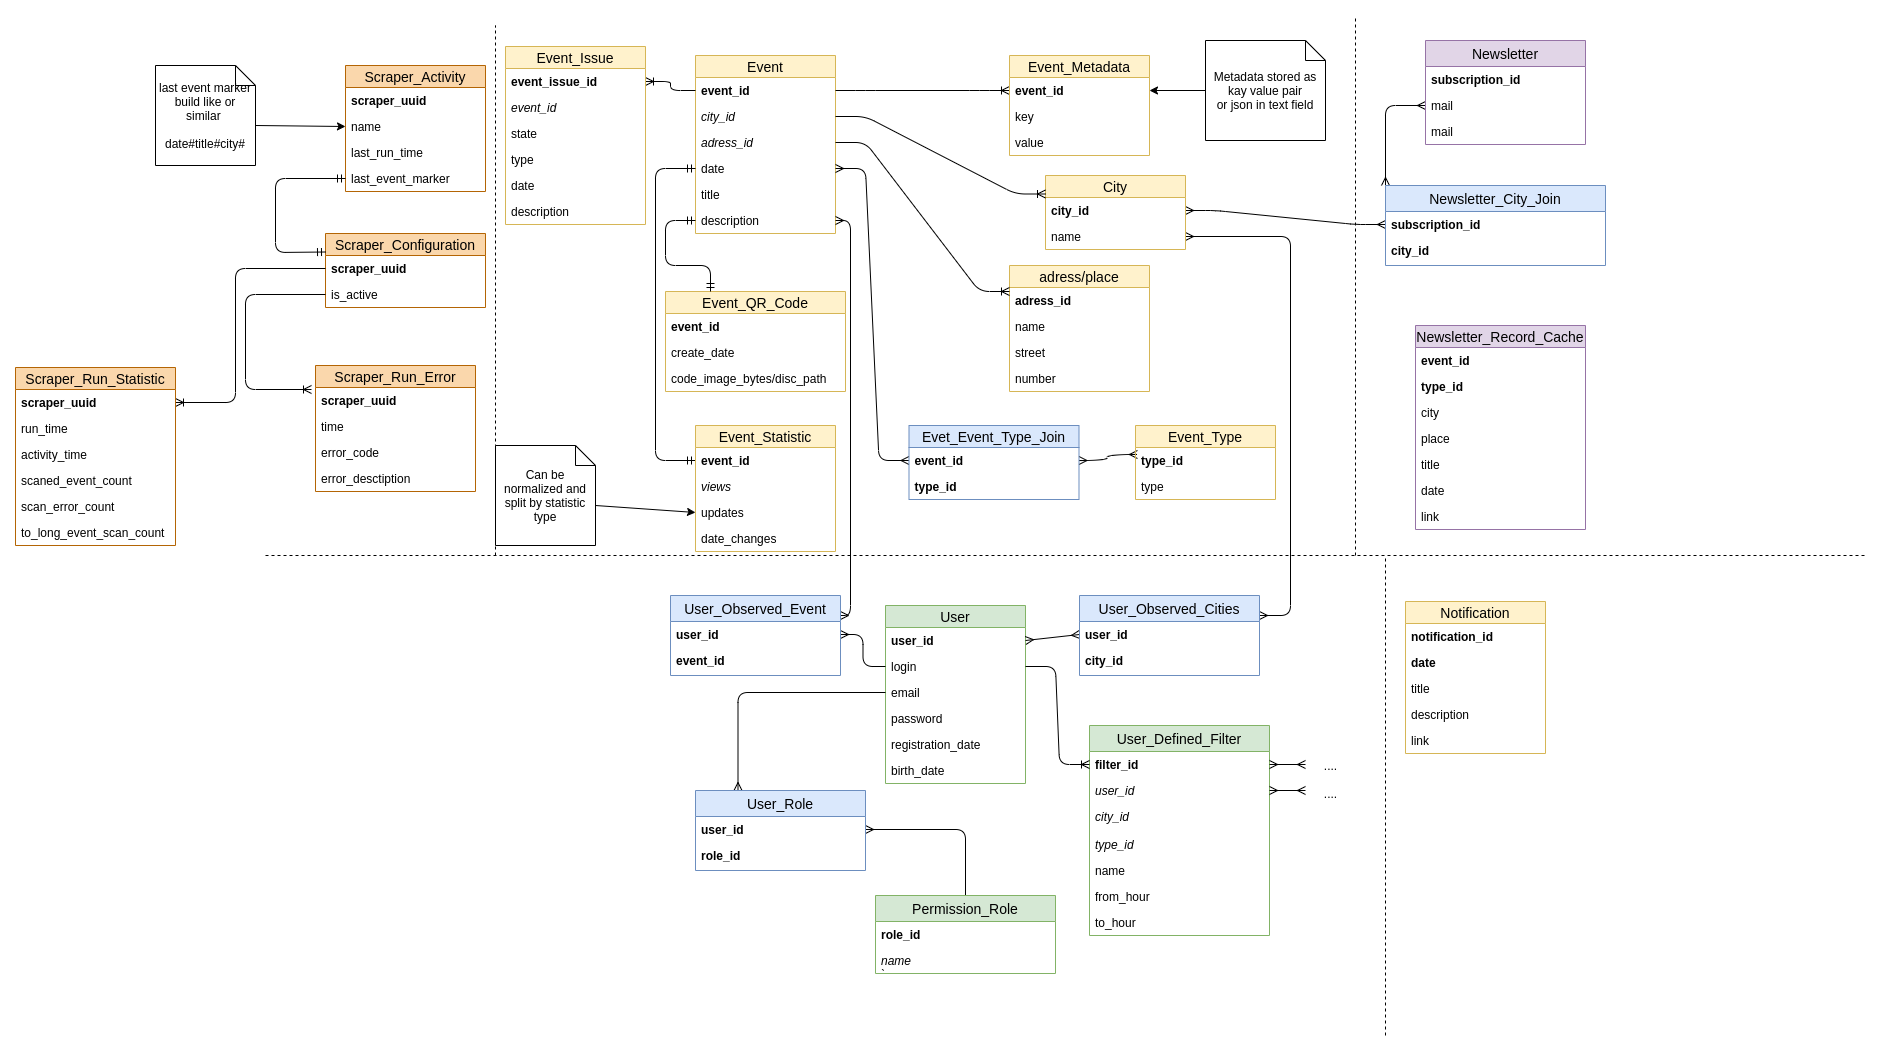 last event marker
build like or
similar
date#title#city#
Scraper_Activity
scraper_uuid
name
last_run_time
last_event_marker
Scraper_Configuration
scraper_uuid
is_active
Scraper_Run_Statistic
scraper_uuid
run_time
activity_time
scaned_event_count
scan_error_count
to_long_event_scan_count
Scraper_Run_Error
scraper_uuid
time
error_code
error_desctiption
Event_Issue
event_issue_id
event_id
state
type
date
description
Event
event_id
city_id
adress_id
date
title
description
Event_Metadata
event_id
key
value
Metadata stored as
kay value pair
or json in text field
City
city_id
name
adress/place
adress_id
name
street
number
Event_QR_Code
event_id
create_date
code_image_bytes/disc_path
Event_Statistic
event_id
views
updates
date_changes
Can be
normalized and
split by statistic
type
Evet_Event_Type_Join
event_id
type_id
Event_Type
type_id
type
Newsletter
subscription_id
mail
mail
Newsletter_City_Join
subscription_id
city_id
Newsletter_Record_Cache
event_id
type_id
city
place
title
date
link
User_Observed_Event
user_id
event_id
User
user_id
login
email
password
registration_date
birth_date
User_Observed_Cities
user_id
city_id
User_Defined_Filter
filter_id
user_id
city_id
type_id
name
from_hour
to_hour
....
....
User_Role
user_id
role_id
Permission_Role
role_id
name
`
Notification
notification_id
date
title
description
link